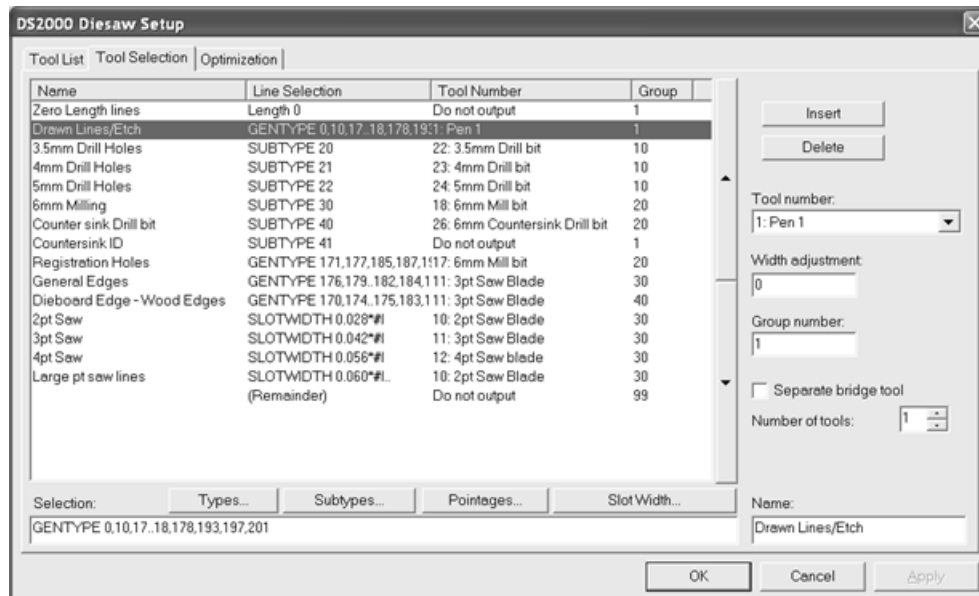 DS2000 Diesaw Setup
Tool List Tool Selection Optimization
Name Line Selection Tool Number Group
Zero Length lines Length 0 Do not output 1
Drawn Lines/Etch GENTYPE 0,10,17..18,178,193 1: Pen 1 1
3.5mm Drill Holes SUBTYPE 20 22: 3.5mm Drill bit 10
4mm Drill Holes SUBTYPE 21 23: 4mm Drill bit 10
5mm Drill Holes SUBTYPE 22 24: 5mm Drill bit 10
6mm Milling SUBTYPE 30 18: 6mm Mill bit 20
Counter sink Drill bit SUBTYPE 40 26: 6mm Countersink Drill bit 20
Countersink ID SUBTYPE 41 Do not output 1
Registration Holes GENTYPE 171,177,185,187,1 17: 6mm Mill bit 20
General Edges GENTYPE 176,179..182,184,1 11: 3pt Saw Blade 30
Dieboard Edge - Wood Edges GENTYPE 170,174..175,183,1 11: 3pt Saw Blade 40
2pt Saw SLOTWIDTH 0.028*#I 10: 2pt Saw Blade 30
3pt Saw SLOTWIDTH 0.042*#I 11: 3pt Saw Blade 30
4pt Saw SLOTWIDTH 0.056*#I 12: 4pt Saw blade 30
Large pt saw lines SLOTWIDTH 0.060*#I.. 10: 2pt Saw Blade 30
(Remainder) Do not output 99
Selection: Types... Subtypes... Pointages... Slot Width...
GENTYPE 0,10,17..18,178,193,197,201
Insert
Delete
Tool number:
1: Pen 1
Width adjustment:
0
Group number:
1
Separate bridge tool
Number of tools: 1
Name:
Drawn Lines/Etch
OK Cancel Apply